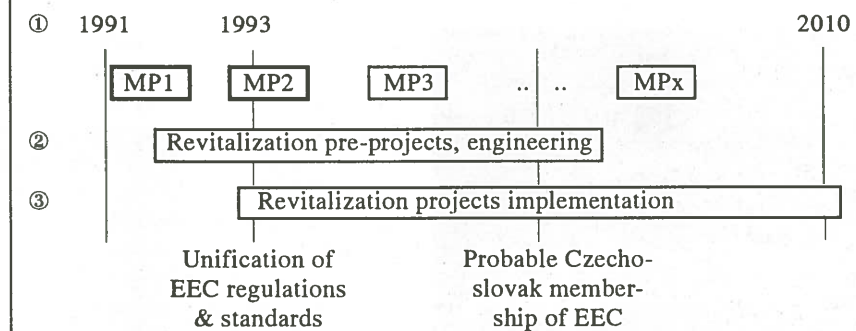 ① 1991 1993 2010
MP1 MP2 MP3 .. .. MPx
② Revitalization pre-projects, engineering
③ Revitalization projects implementation
Unification of Probable Czecho-
EEC regulations slovak member-
& standards ship of EEC